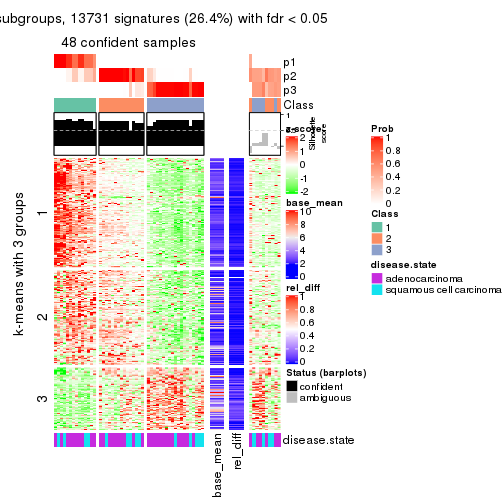 subgroups, 13731 signatures (26.4%) with fdr < 0.05
48 confident samples
p1
p2
p3
Class
1
Silhouette
score
z-score
2
1
0
-1
-2
base_mean
10
8
6
4
2
0
rel_diff
1
0.8
0.6
0.4
0.2
0
Status (barplots)
confident
ambiguous
Prob
1
0.8
0.6
0.4
0.2
0
Class
1
2
3
disease.state
adenocarcinoma
squamous cell carcinoma
k-means with 3 groups
1
2
3
disease.state
base_mean
rel_diff